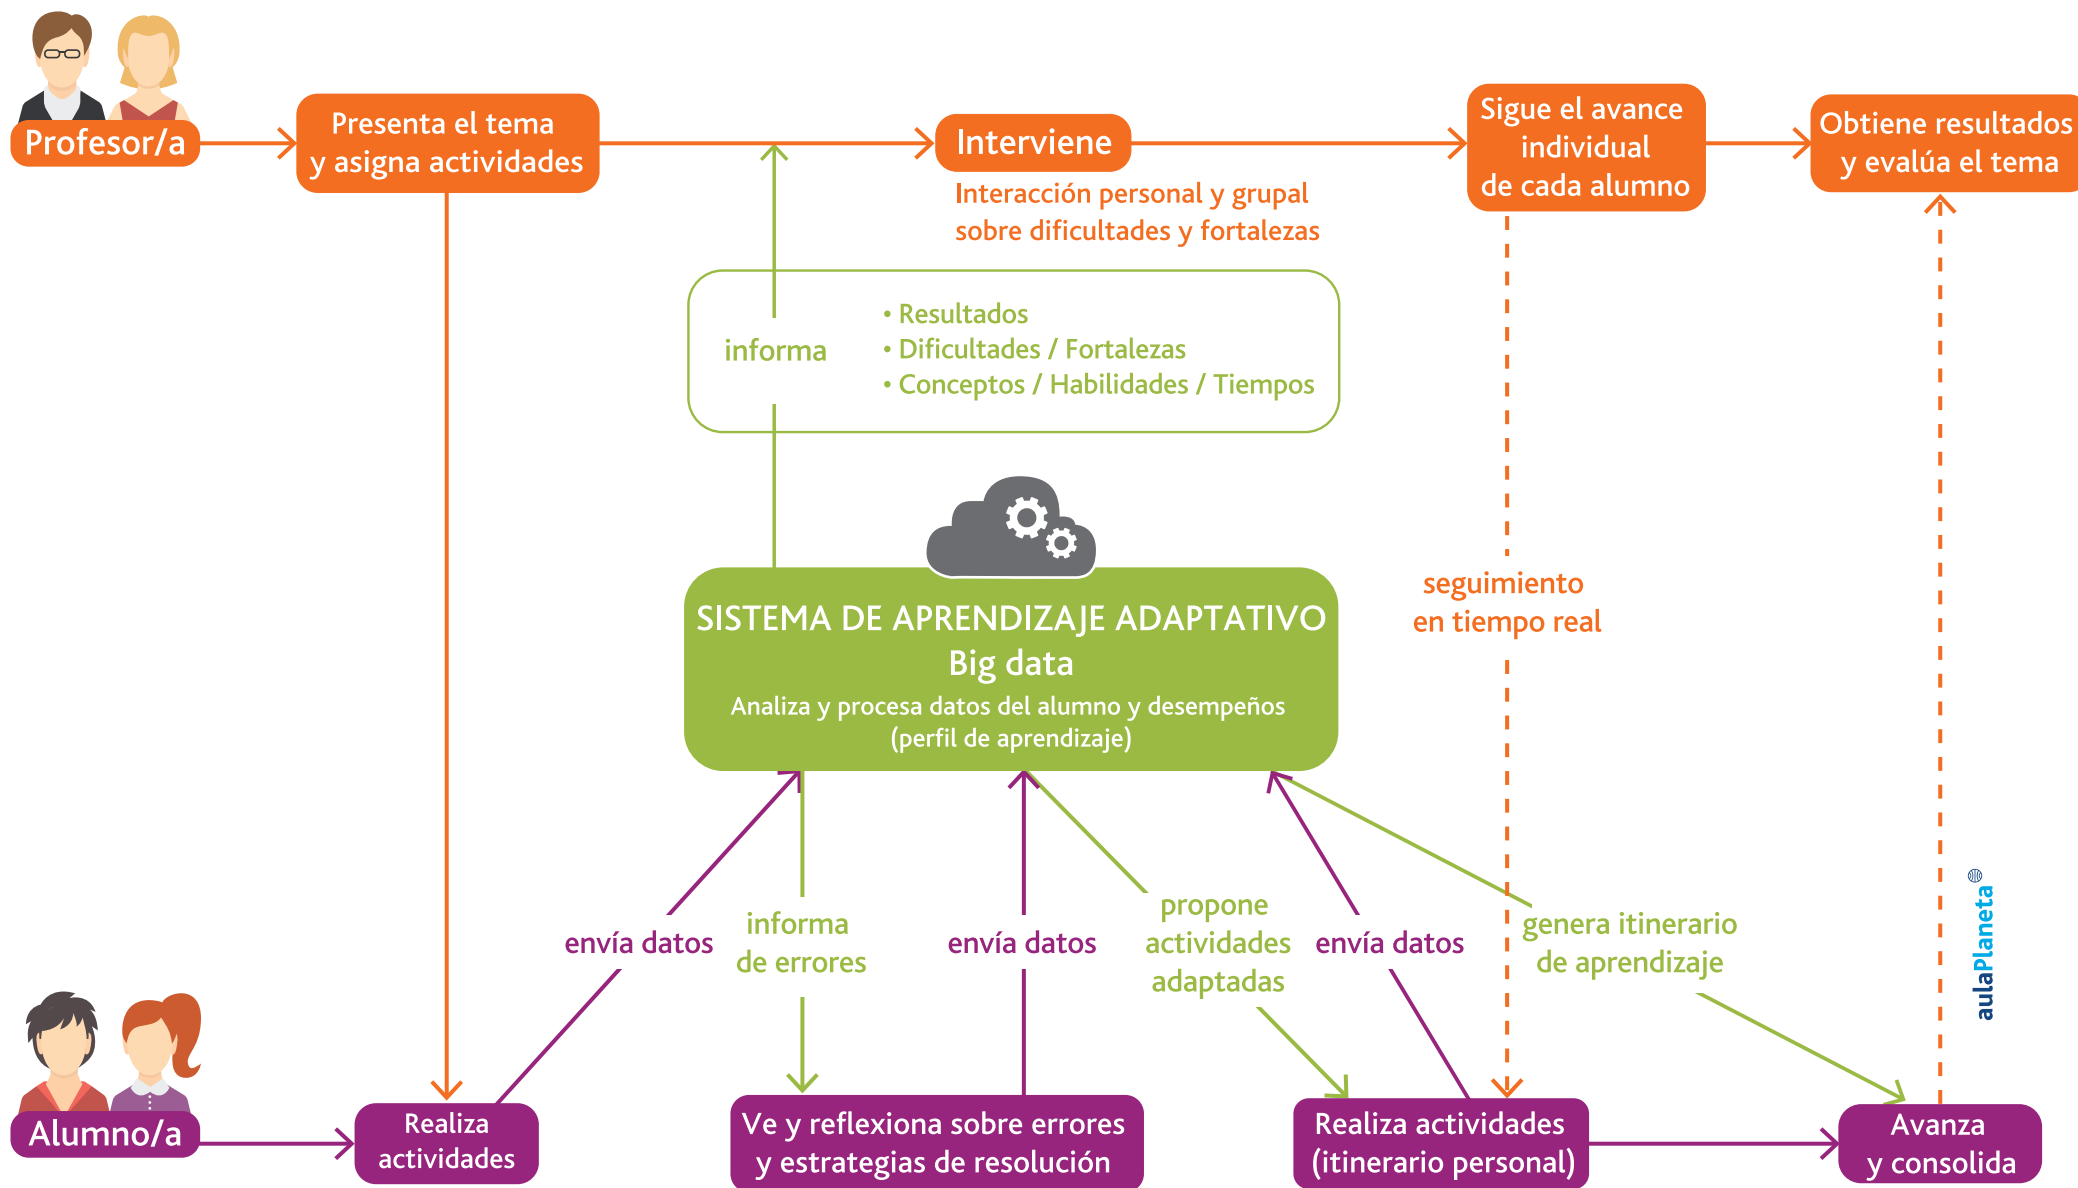 Profesor/a
Presenta el tema
y asigna actividades
Interviene
Interacción personal y grupal
sobre dificultades y fortalezas
Sigue el avance
individual
de cada alumno
Obtiene resultados
y evalúa el tema
informa
• Resultados
• Dificultades / Fortalezas
• Conceptos / Habilidades / Tiempos
SISTEMA DE APRENDIZAJE ADAPTATIVO
Big data
Analiza y procesa datos del alumno y desempeños
(perfil de aprendizaje)
seguimiento
en tiempo real
envía datos
informa
de errores
envía datos
propone
actividades
adaptadas
envía datos
genera itinerario
de aprendizaje
aulaPlaneta
Alumno/a
Realiza
actividades
Ve y reflexiona sobre errores
y estrategias de resolución
Realiza actividades
(itinerario personal)
Avanza
y consolida